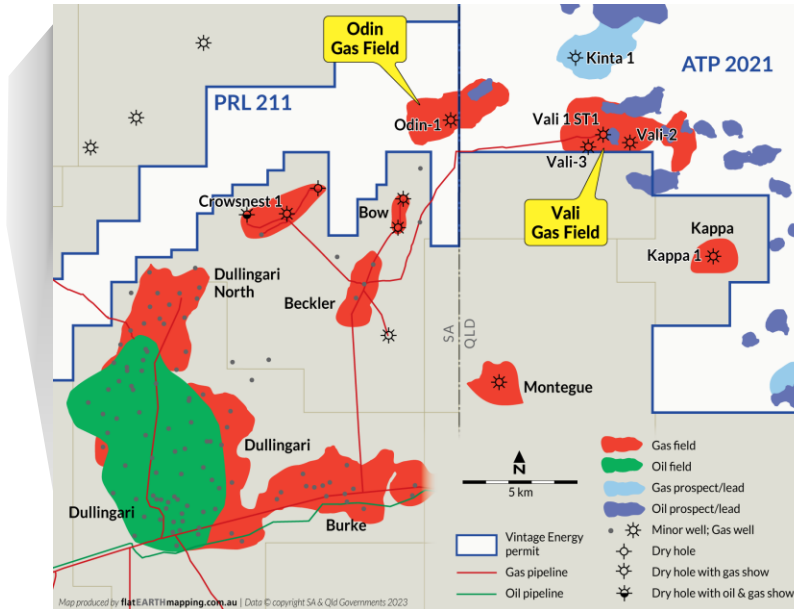 Odin
Gas Field
PRL 211
ATP 2021
Kinta 1
Odin-1
Vali 1 ST1
Vali-2
Vali-3
Vali
Gas Field
Crowsnest 1
Bow
Kappa
Kappa 1
Dullingari
North
Beckler
SA
QLD
Montegue
Dullingari
Dullingari
Burke
N
5 km
Gas field
Oil field
Gas prospect/lead
Oil prospect/lead
Minor well; Gas well
Dry hole
Dry hole with gas show
Dry hole with oil & gas show
Vintage Energy
permit
Gas pipeline
Oil pipeline
Map produced by flatEARTHmapping.com.au | Data © copyright SA & Qld Governments 2023